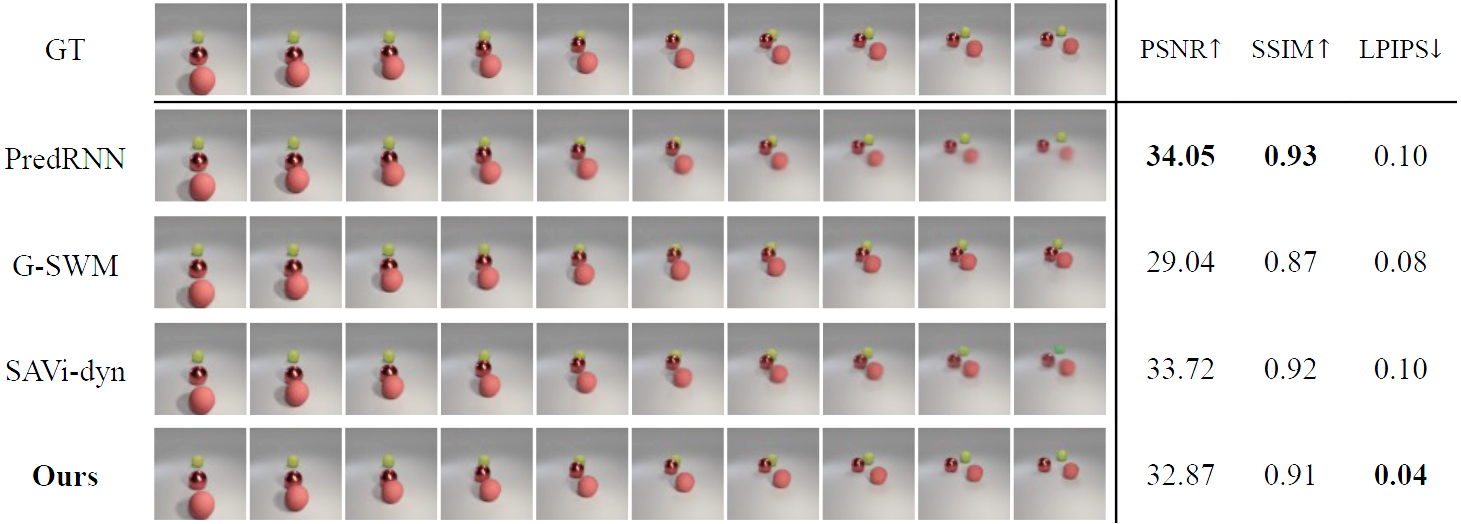 GT PSNR↑ SSIM↑ LPIPS↓
PredRNN 34.05 0.93 0.10
G-SWM 29.04 0.87 0.08
SAVi-dyn 33.72 0.92 0.10
Ours 32.87 0.91 0.04